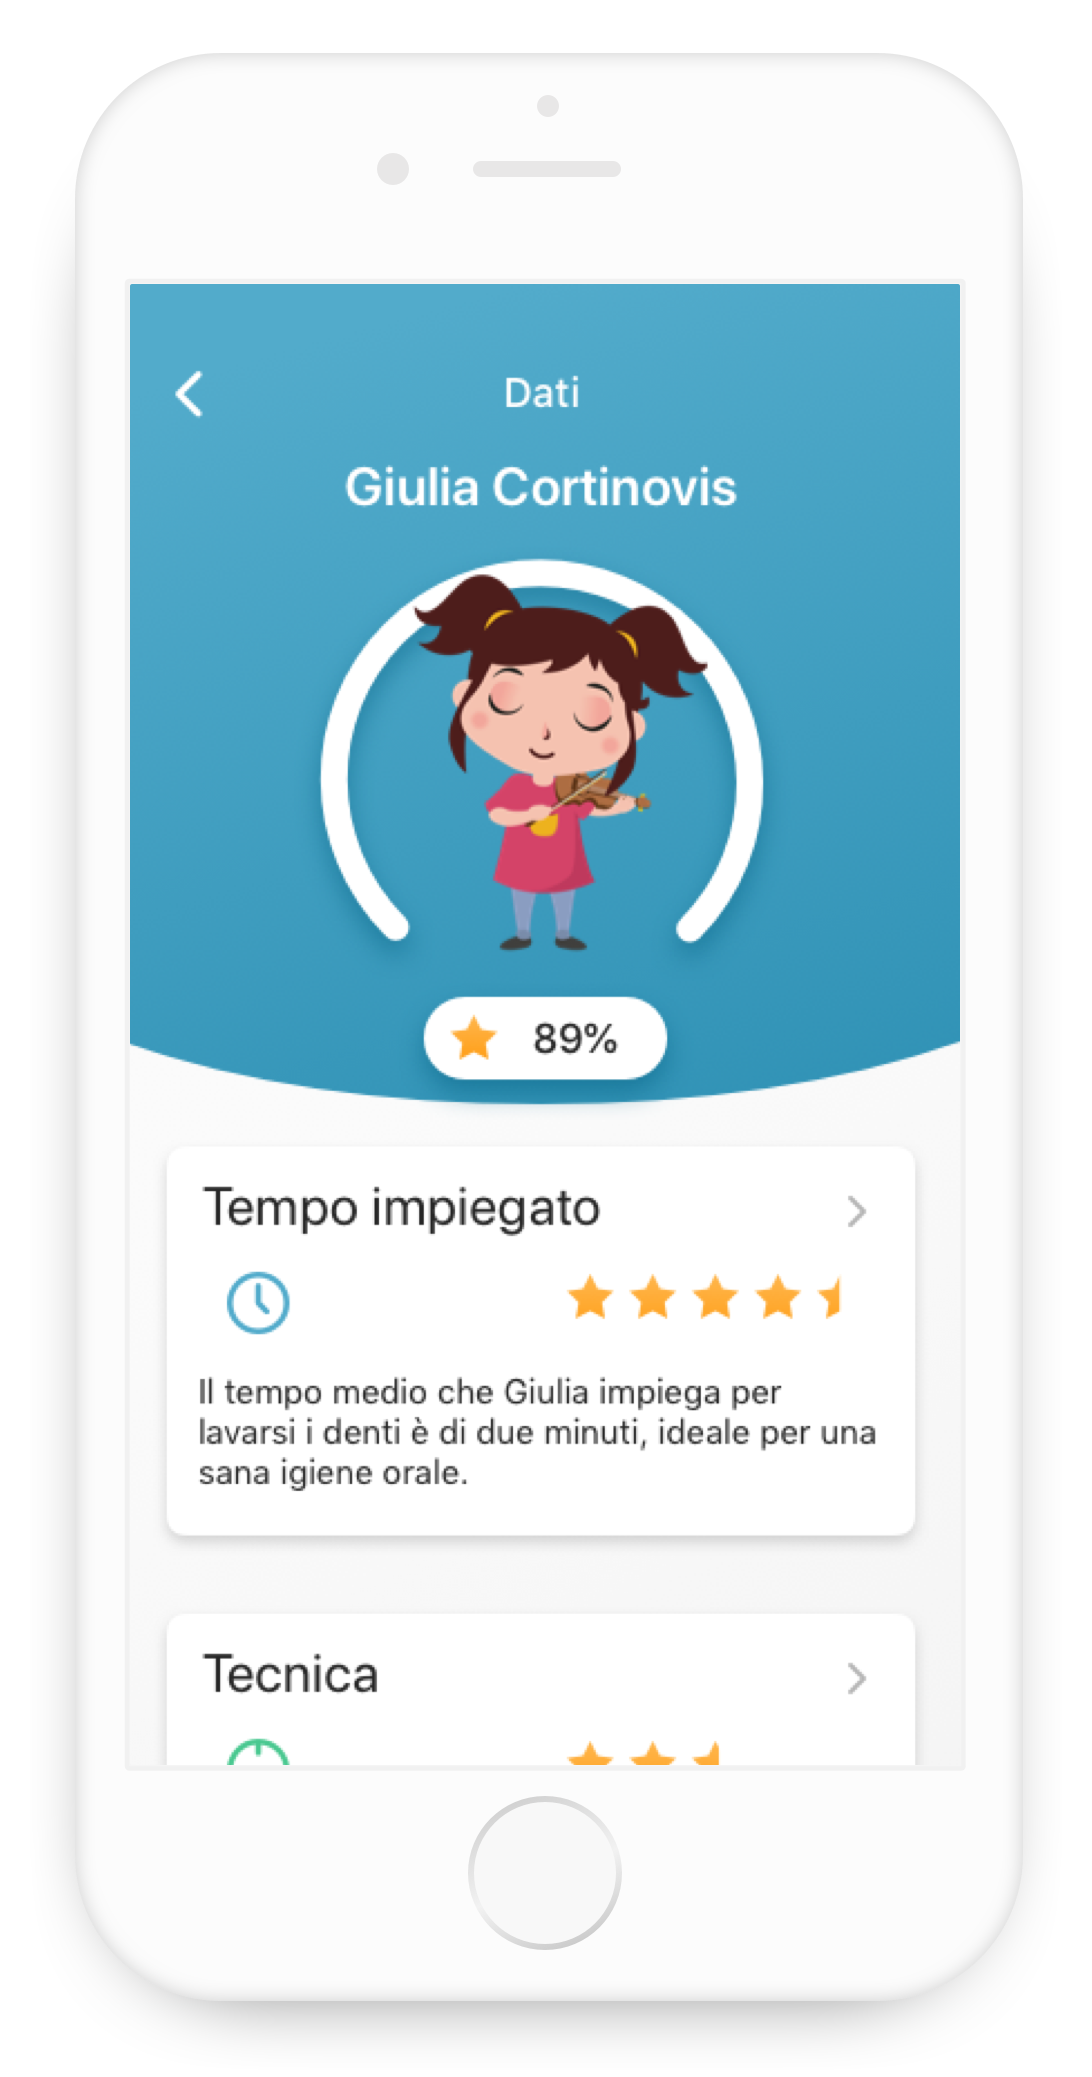 Dati
Giulia Cortinovis
89%
Tempo impiegato
Il tempo medio che Giulia impiega per
lavarsi i denti è di due minuti, ideale per una
sana igiene orale.
Tecnica